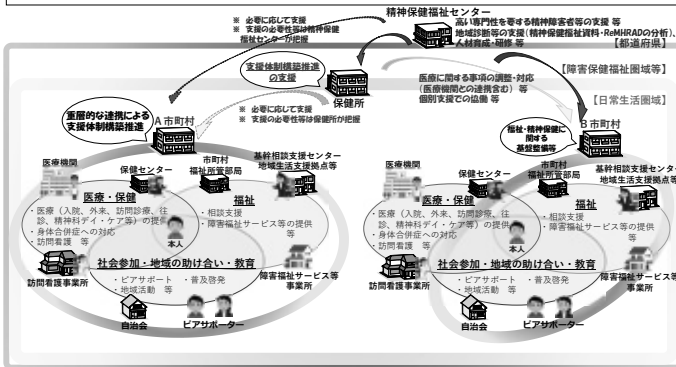 精神保健福祉センター
※ 必要に応じて支援
※ 支援の必要性等は精神保健
福祉センターが把握
高い専門性を要する精神障害者等の支援 等
地域診断等の支援(精神保健福祉資料・ReMHRADの分析)、
人材育成・研修 等
【都道府県】
支援体制構築推進
の支援
保健所
【障害保健福祉圏域等】
医療に関する事項の調整・対応
(医療機関との連携含む) 等
個別支援での協働 等
※ 必要に応じて支援
※ 支援の必要性等は保健所が把握
【日常生活圏域】
重層的な連携による
支援体制構築推進
A市町村
B市町村
福祉・精神保健に
関する
基盤整備等
医療機関
保健センター
市町村
福祉所管部局
基幹相談支援センター
地域生活支援拠点等
医療・保健
・医療(入院、外来、訪問診療、往
診、精神科デイ・ケア等)の提供
・身体合併症への対応
・訪問看護 等
福祉
・相談支援
・障害福祉サービス等の提供
等
本人
社会参加・地域の助け合い・教育
・ピアサポート ・普及啓発
・地域活動 等
訪問看護事業所
障害福祉サービス等
事業所
自治会
ピアサポーター
医療機関
保健センター
市町村
福祉所管部局
基幹相談支援センター
地域生活支援拠点等
医療・保健
・医療(入院、外来、訪問診療、往
診、精神科デイ・ケア等)の提供
・身体合併症への対応
・訪問看護 等
福祉
・相談支援
・障害福祉サービス等の提供
等
本人
社会参加・地域の助け合い・教育
・ピアサポート ・普及啓発
・地域活動 等
訪問看護事業所
障害福祉サービス等
事業所
自治会
ピアサポーター